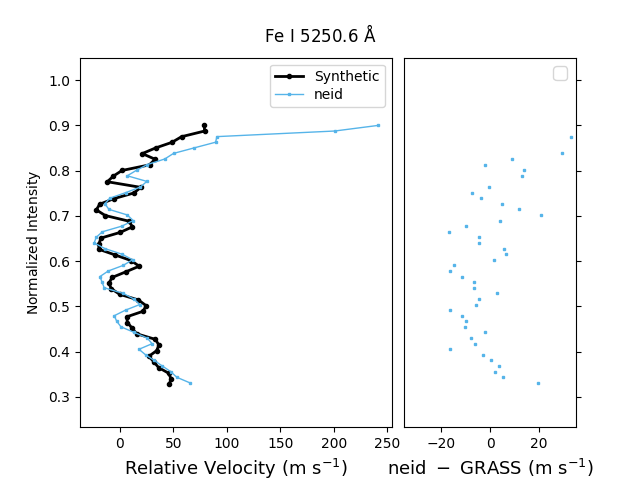 Fe I 5250.6 Å
Synthetic
neid
Normalized Intensity
1.0
0.9
0.8
0.7
0.6
0.5
0.4
0.3
0
50
100
150
200
250
−20
0
20
Relative Velocity (m s⁻¹)
neid − GRASS (m s⁻¹)